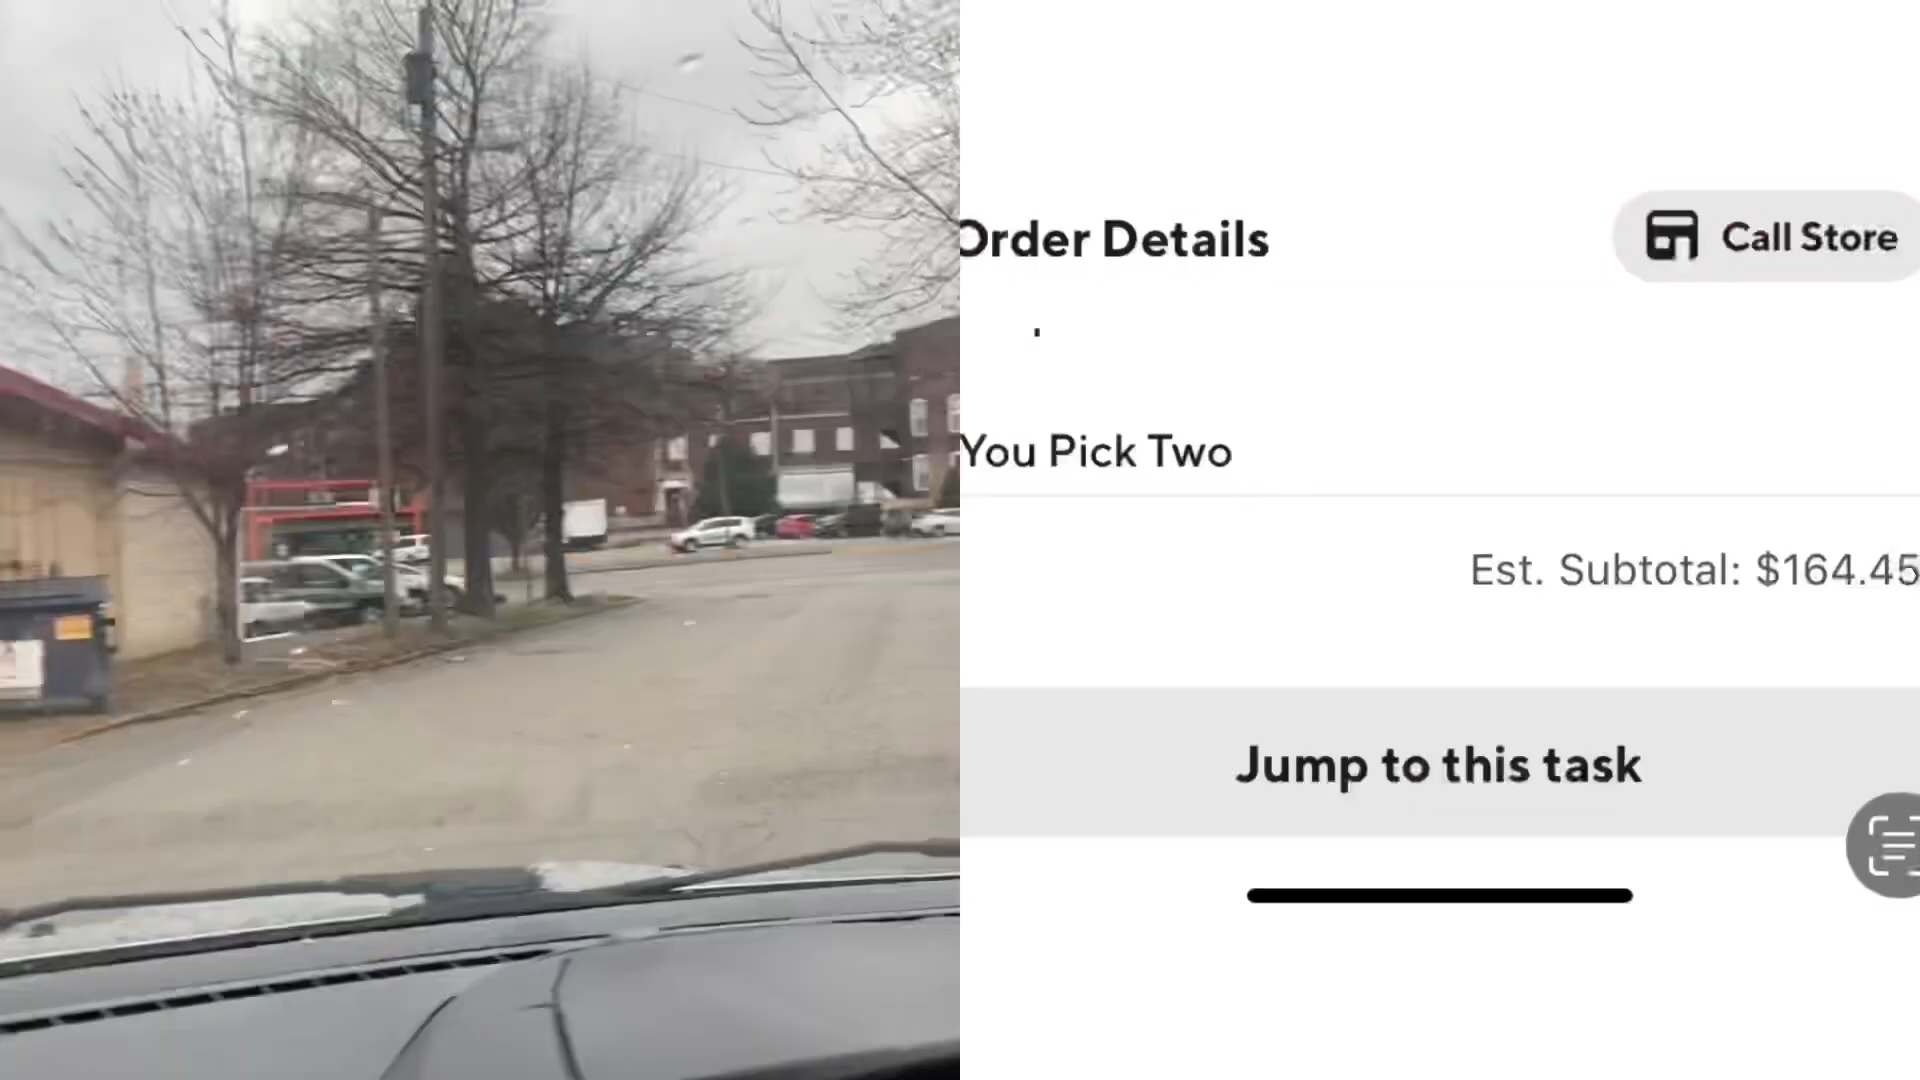 Order Details
Call Store
You Pick Two
Est. Subtotal: $164.45
Jump to this task